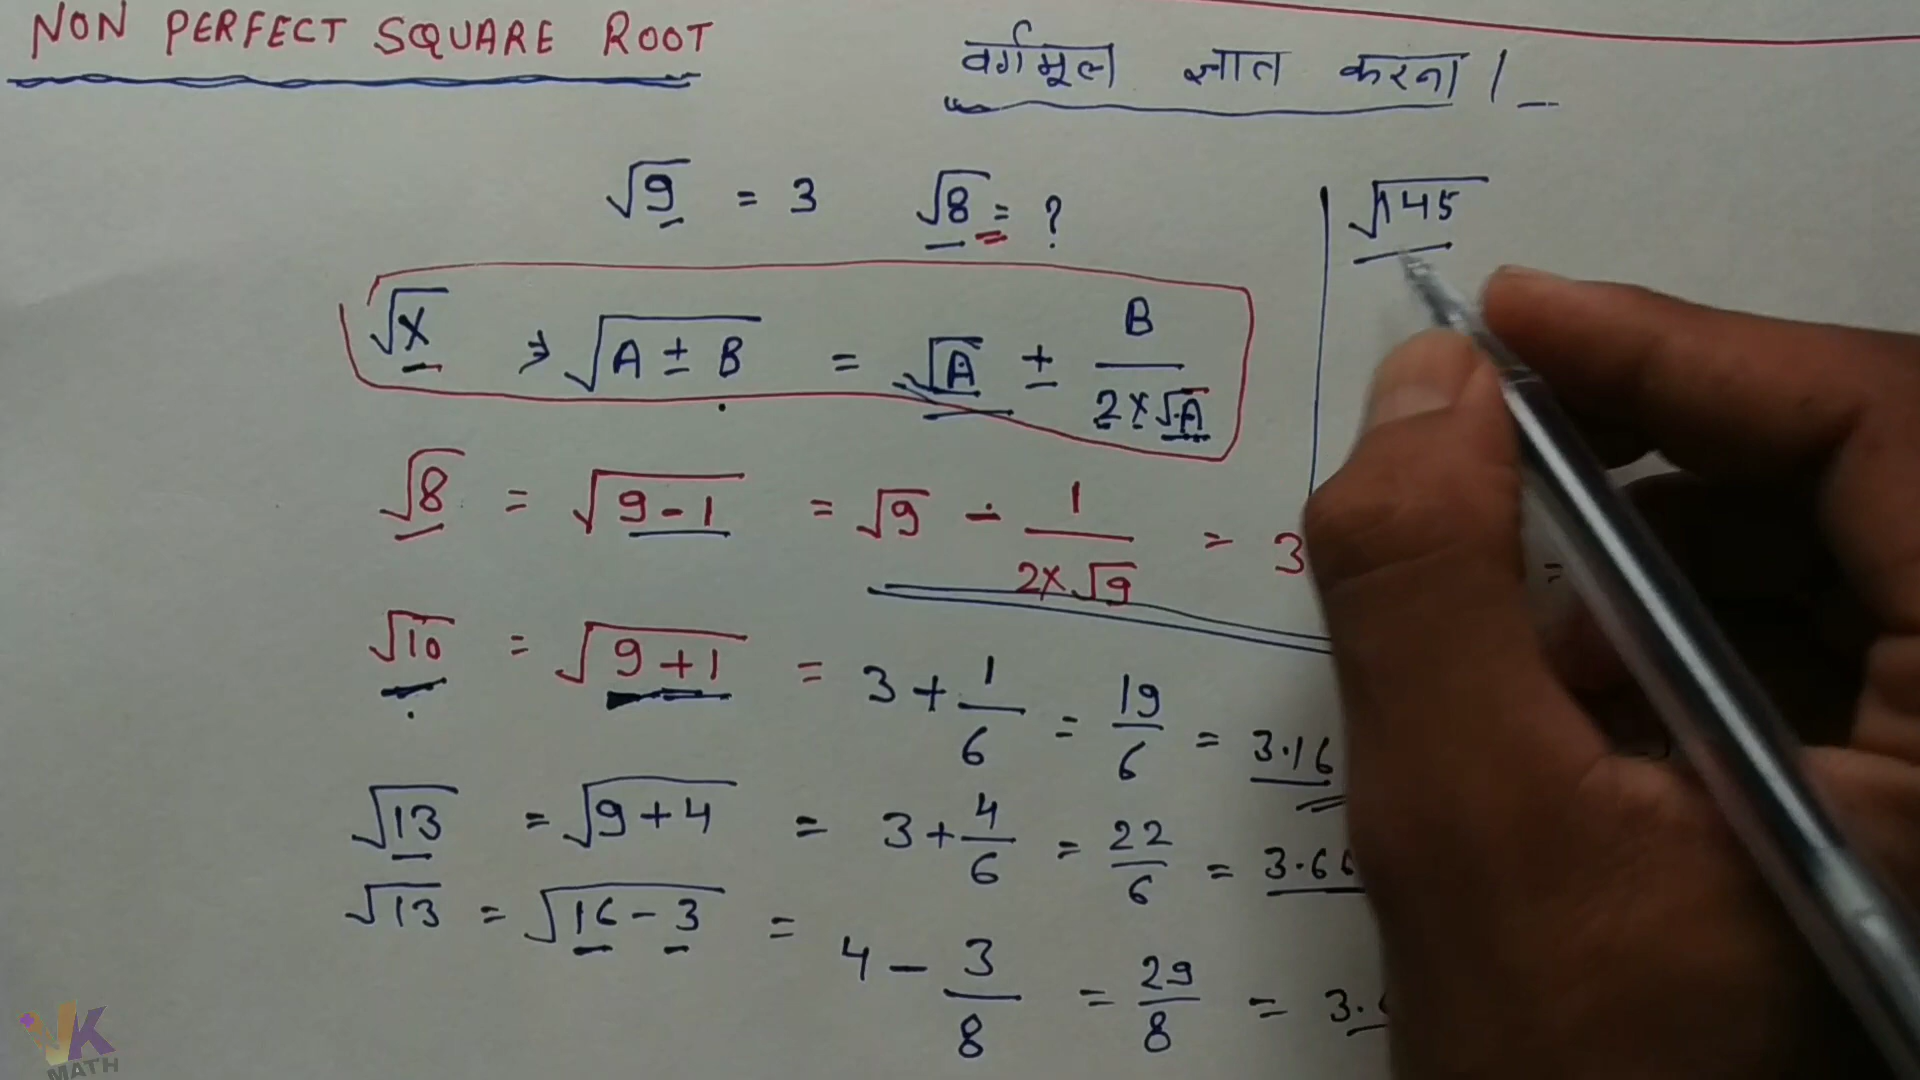 NON PERFECT SQUARE ROOT
वर्गमूल ज्ञात करना।
√9 = 3 √8 = ?
√145
√X ⇒ √(A ± B) = √A ± B/(2×√A)
√8 = √(9-1) = √9 - 1/(2×√9) = 3 =
√10 = √(9+1) = 3 + 1/6 = 19/6 = 3.16
√13 = √(9+4) = 3 + 4/6 = 22/6 = 3.66
√13 = √(16-3) = 4 - 3/8 = 29/8 = 3.
VK
MATH